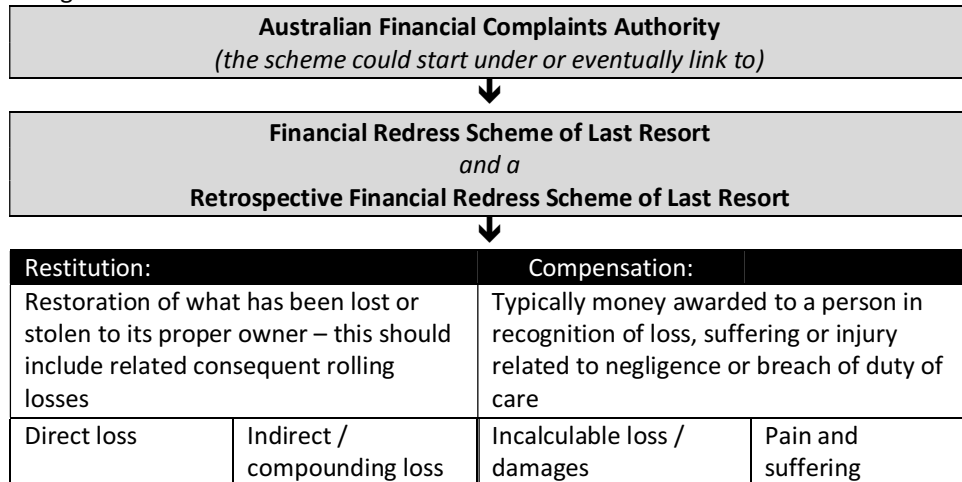 Australian Financial Complaints Authority
(the scheme could start under or eventually link to)
Financial Redress Scheme of Last Resort
and a
Retrospective Financial Redress Scheme of Last Resort
Restitution: Compensation:
Restoration of what has been lost or
stolen to its proper owner – this should
include related consequent rolling
losses
Typically money awarded to a person in
recognition of loss, suffering or injury
related to negligence or breach of duty of
care
Direct loss
Indirect /
compounding loss
Incalculable loss /
damages
Pain and
suffering